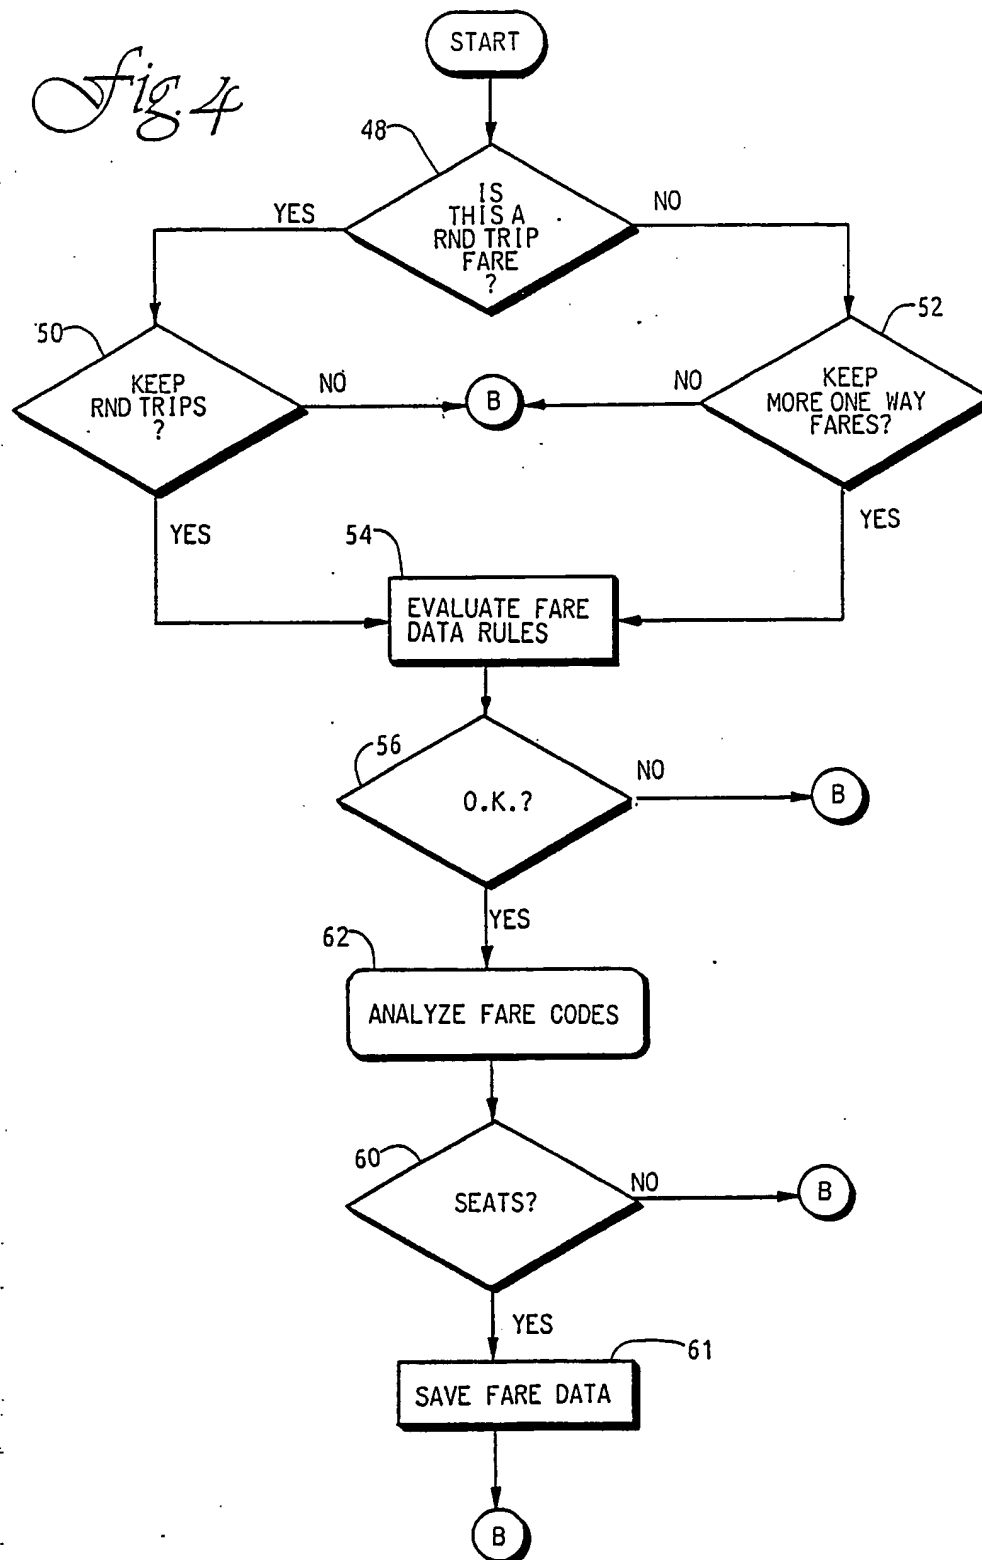 START
Fig. 4
48
IS
THIS A
RND TRIP
FARE
?
YES
NO
50
52
KEEP
RND TRIPS
?
NO
B
NO
KEEP
MORE ONE WAY
FARES?
YES
YES
54
EVALUATE FARE
DATA RULES
56
O.K.?
NO
B
YES
62
ANALYZE FARE CODES
60
SEATS?
NO
B
YES
61
SAVE FARE DATA
B